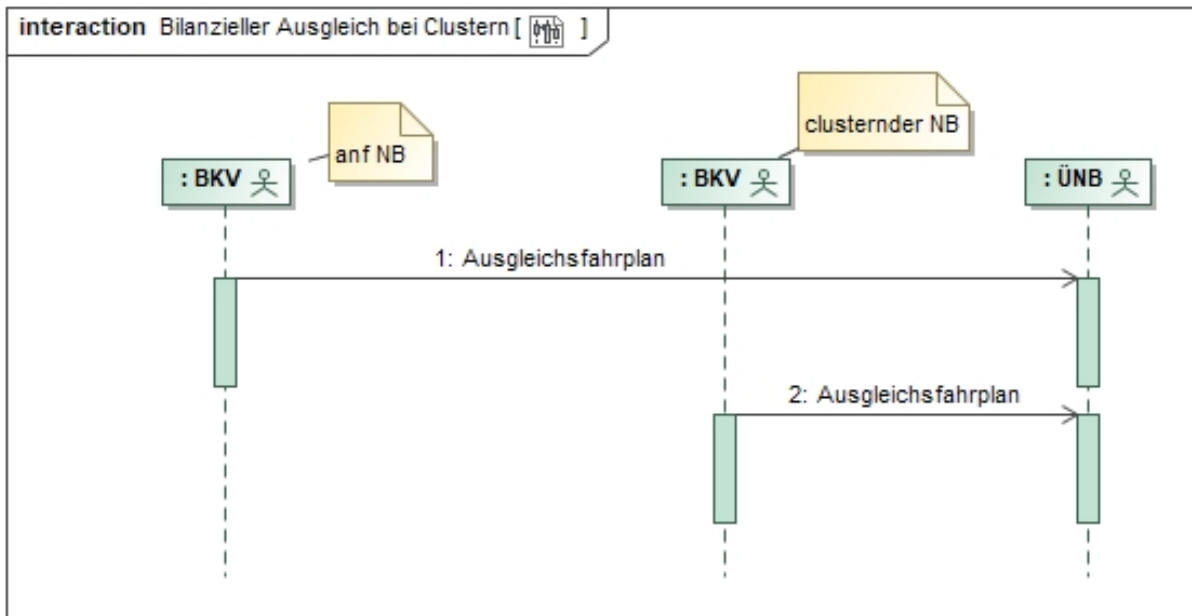 interaction Bilanzieller Ausgleich bei Clustern [ ]
clusternder NB
anf NB
: BKV
: BKV
: ÜNB
1: Ausgleichsfahrplan
2: Ausgleichsfahrplan